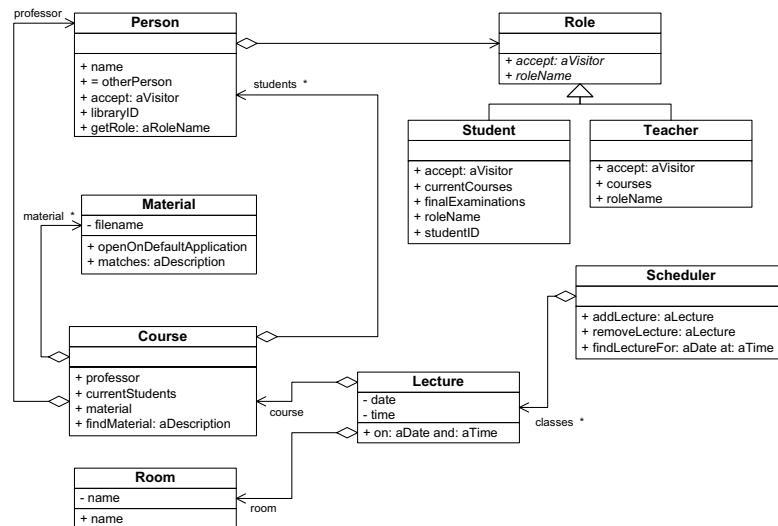 professor
Person
+ name
+ = otherPerson
+ accept: aVisitor
+ libraryID
+ getRole: aRoleName
Role
+ accept: aVisitor
+ roleName
students *
Student
+ accept: aVisitor
+ currentCourses
+ finalExaminations
+ roleName
+ studentID
Teacher
+ accept: aVisitor
+ courses
+ roleName
material *
Material
- filename
+ openOnDefaultApplication
+ matches: aDescription
Scheduler
+ addLecture: aLecture
+ removeLecture: aLecture
+ findLectureFor: aDate at: aTime
Course
+ professor
+ currentStudents
+ material
+ findMaterial: aDescription
course
Lecture
- date
- time
+ on: aDate and: aTime
classes *
Room
- name
+ name
room